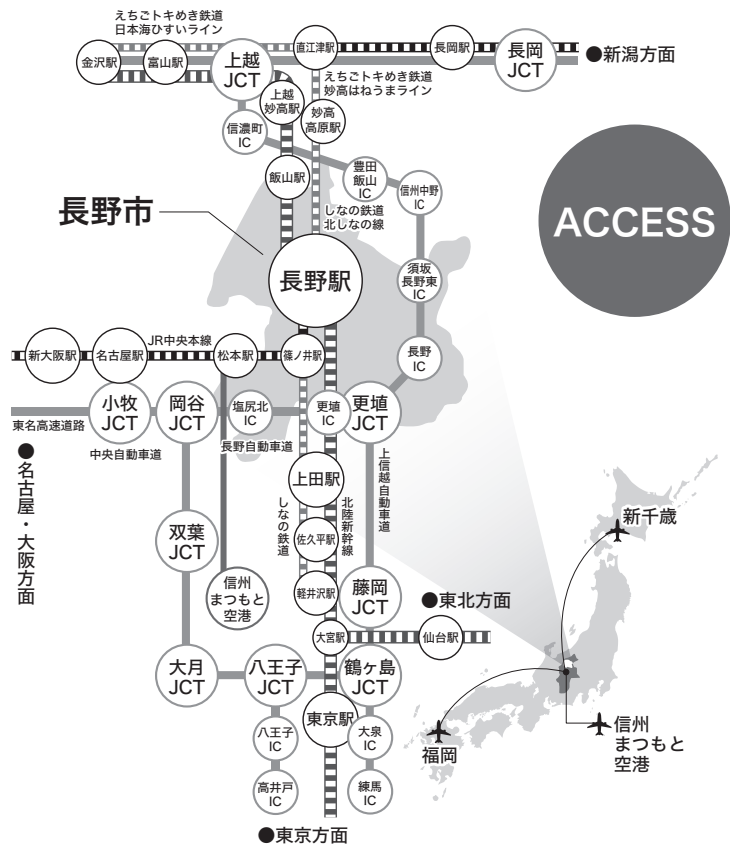 えちごトキめき鉄道
日本海ひすいライン
金沢駅
富山駅
上越
JCT
直江津駅
長岡駅
長岡
JCT
●新潟方面
えちごトキめき鉄道
妙高はねうまライン
上越
妙高駅
妙高
高原駅
信濃町
IC
飯山駅
豊田
飯山
IC
信州中野
IC
しなの鉄道
北しなの線
長野市
ACCESS
長野駅
須坂
長野東
IC
JR中央本線
新大阪駅
名古屋駅
松本駅
篠ノ井駅
長野
IC
小牧
JCT
岡谷
JCT
塩尻北
IC
更埴
IC
更埴
JCT
東名高速道路
中央自動車道
長野自動車道
●名古屋・大阪方面
上信越自動車道
上田駅
しなの鉄道
北陸新幹線
双葉
JCT
佐久平駅
信州
まつもと
空港
軽井沢駅
藤岡
JCT
●東北方面
大宮駅
仙台駅
大月
JCT
八王子
JCT
鶴ヶ島
JCT
東京駅
八王子
IC
大泉
IC
高井戸
IC
練馬
IC
●東京方面
新千歳
福岡
信州
まつもと
空港